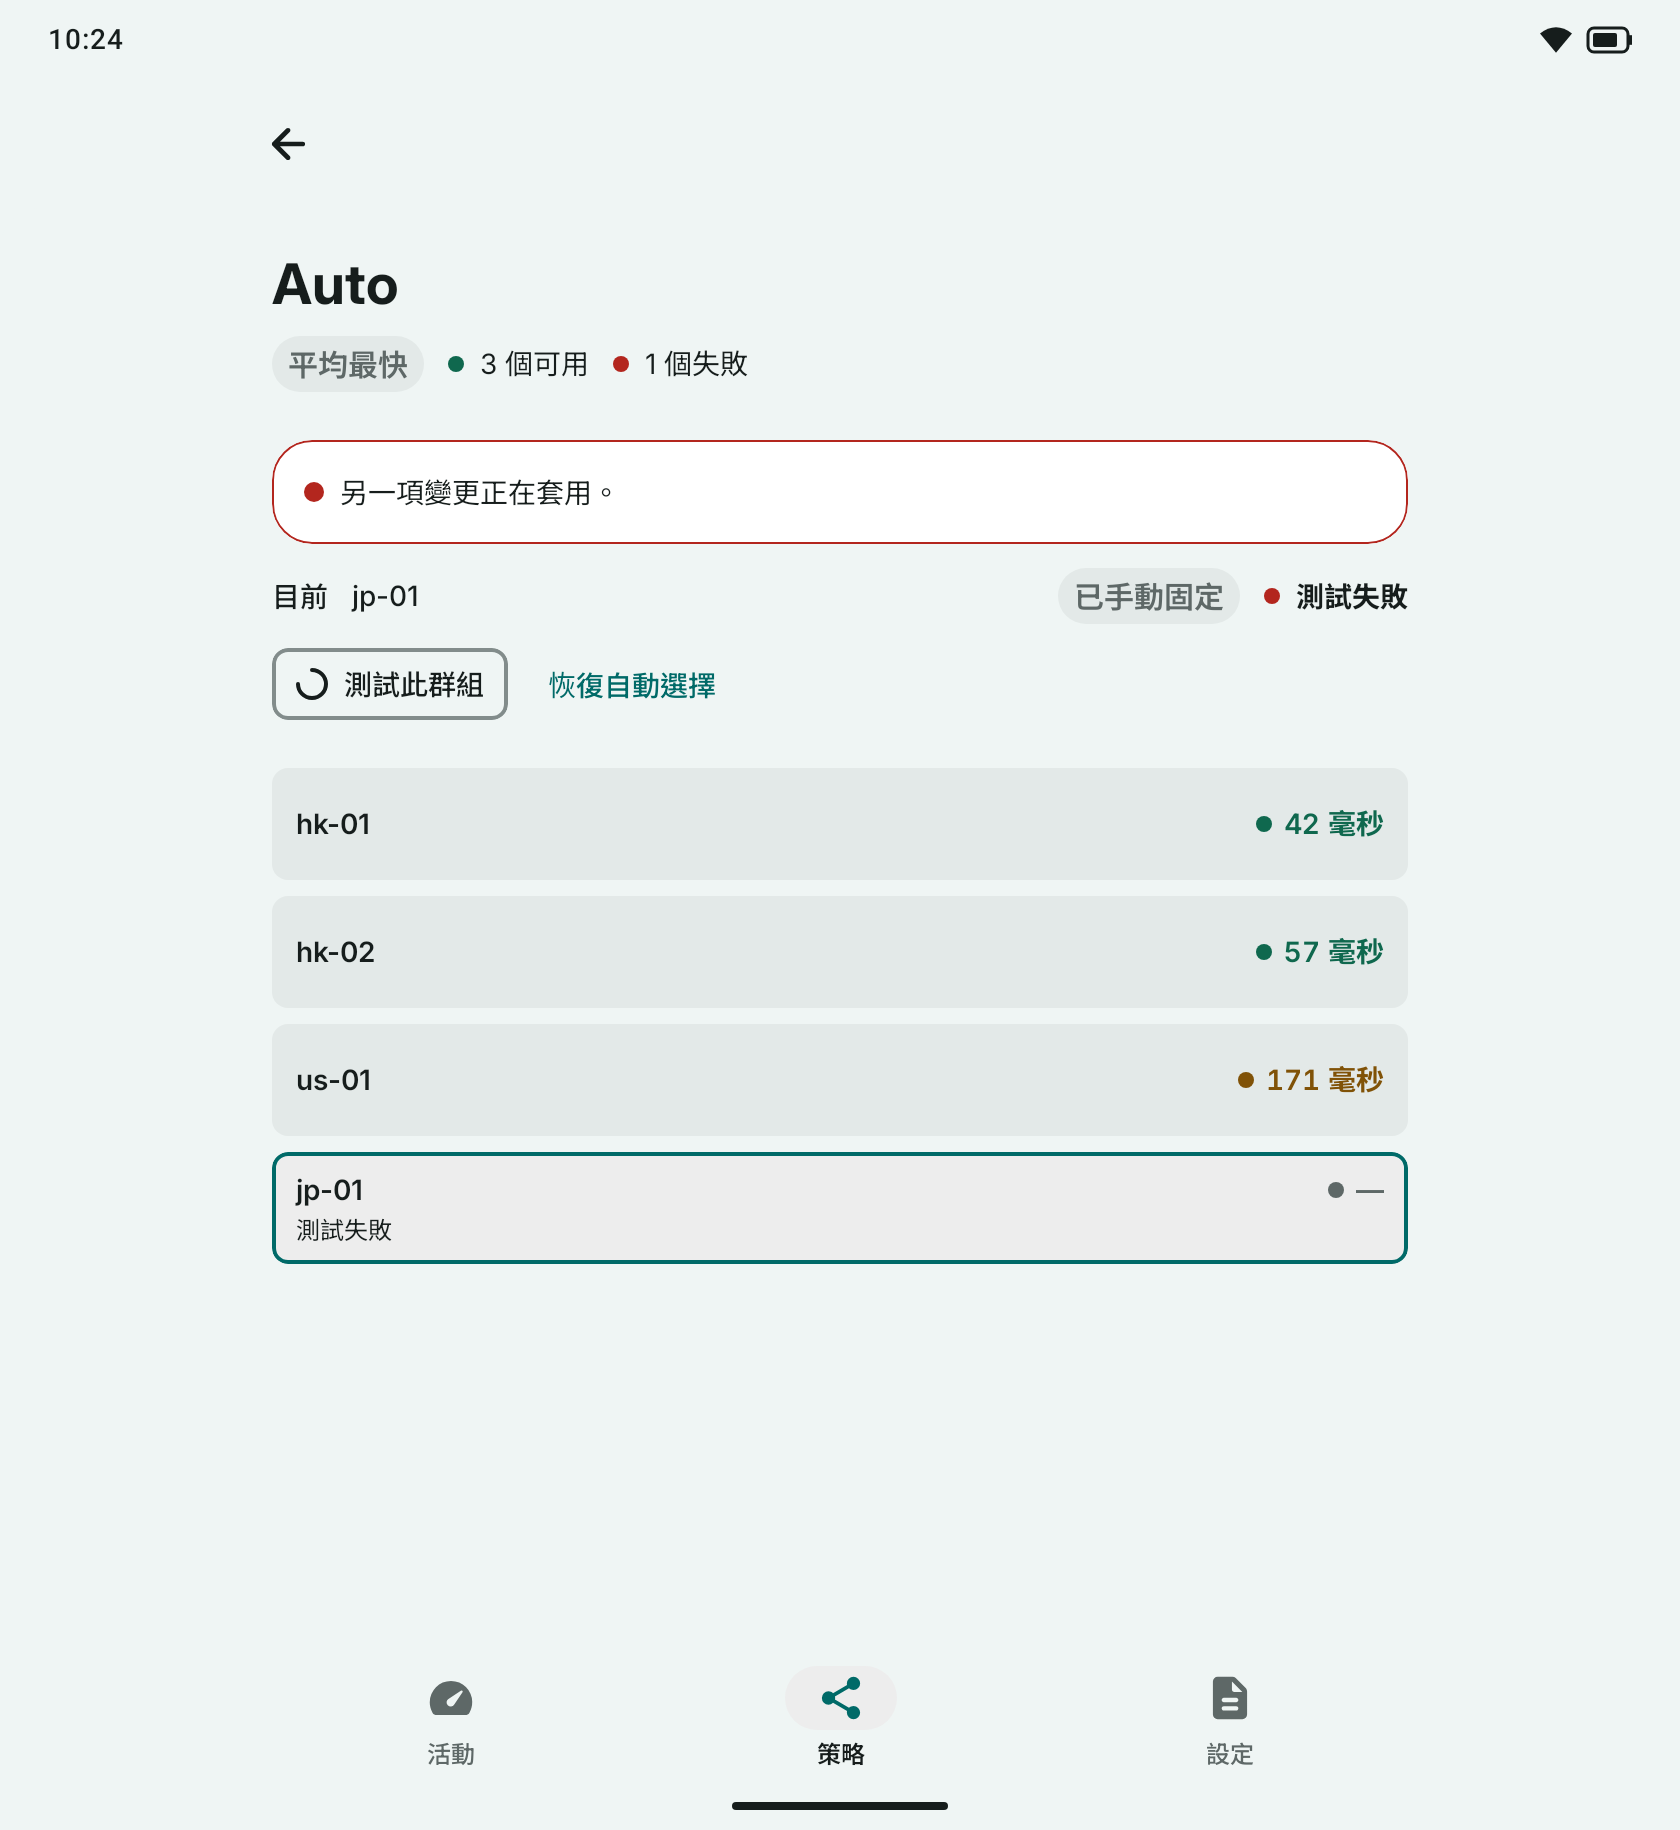 10:24
Auto
平均最快 3 個可用 1 個失敗
另一項變更正在套用。
目前 jp-01 已手動固定 測試失敗
測試此群組 恢復自動選擇
hk-01 42 毫秒
hk-02 57 毫秒
us-01 171 毫秒
jp-01 —
測試失敗
活動 策略 設定